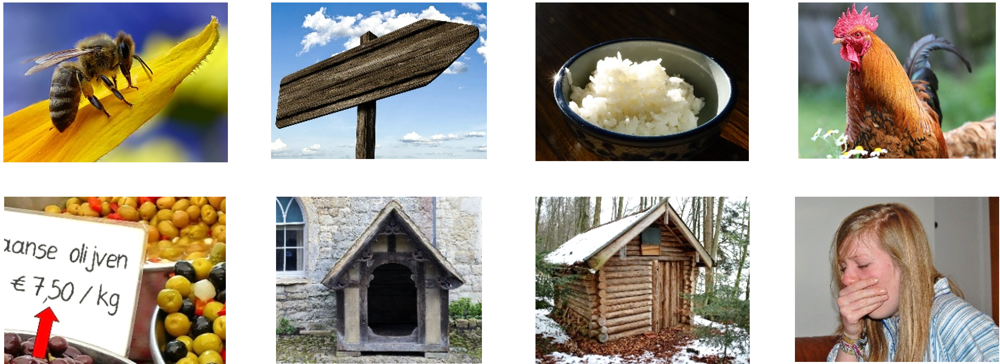 aanse olijven
€ 7,50 / kg